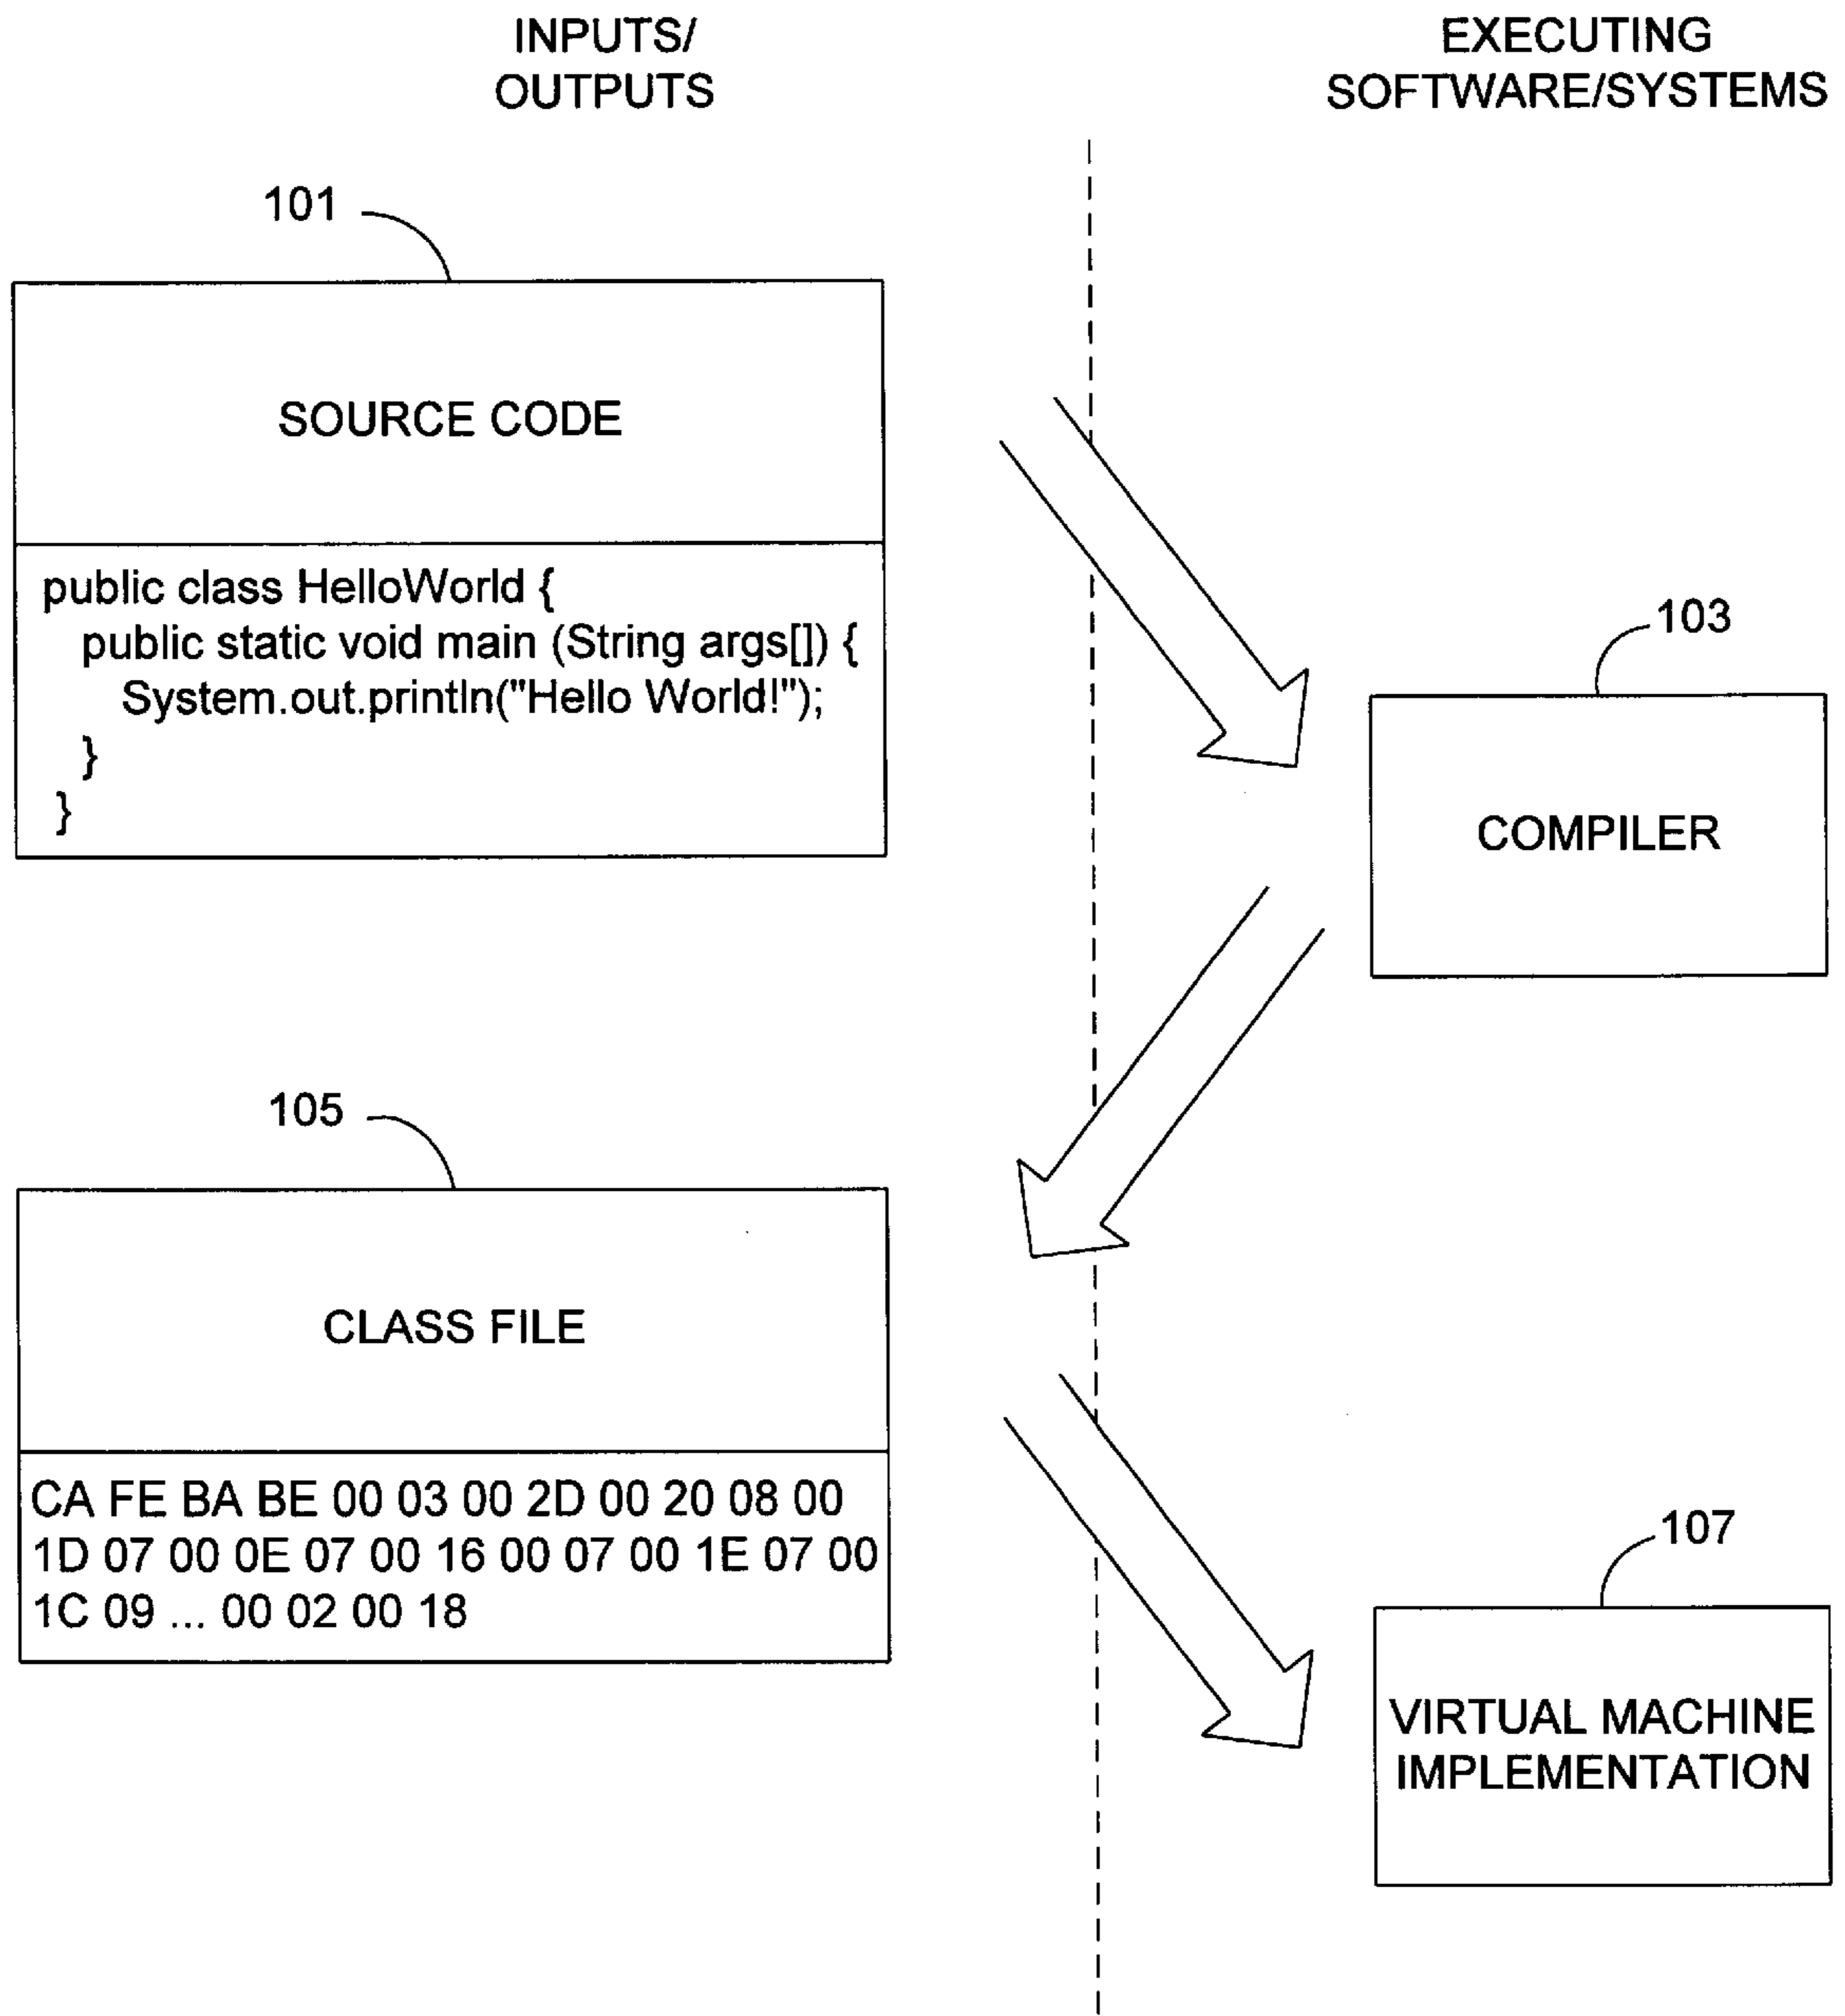 INPUTS/
OUTPUTS
EXECUTING
SOFTWARE/SYSTEMS
101
SOURCE CODE
public class HelloWorld {
public static void main (String args[]) {
System.out.println("Hello World!");
}
}
103
COMPILER
105
CLASS FILE
CA FE BA BE 00 03 00 2D 00 20 08 00
1D 07 00 0E 07 00 16 00 07 00 1E 07 00
1C 09 ... 00 02 00 18
107
VIRTUAL MACHINE
IMPLEMENTATION